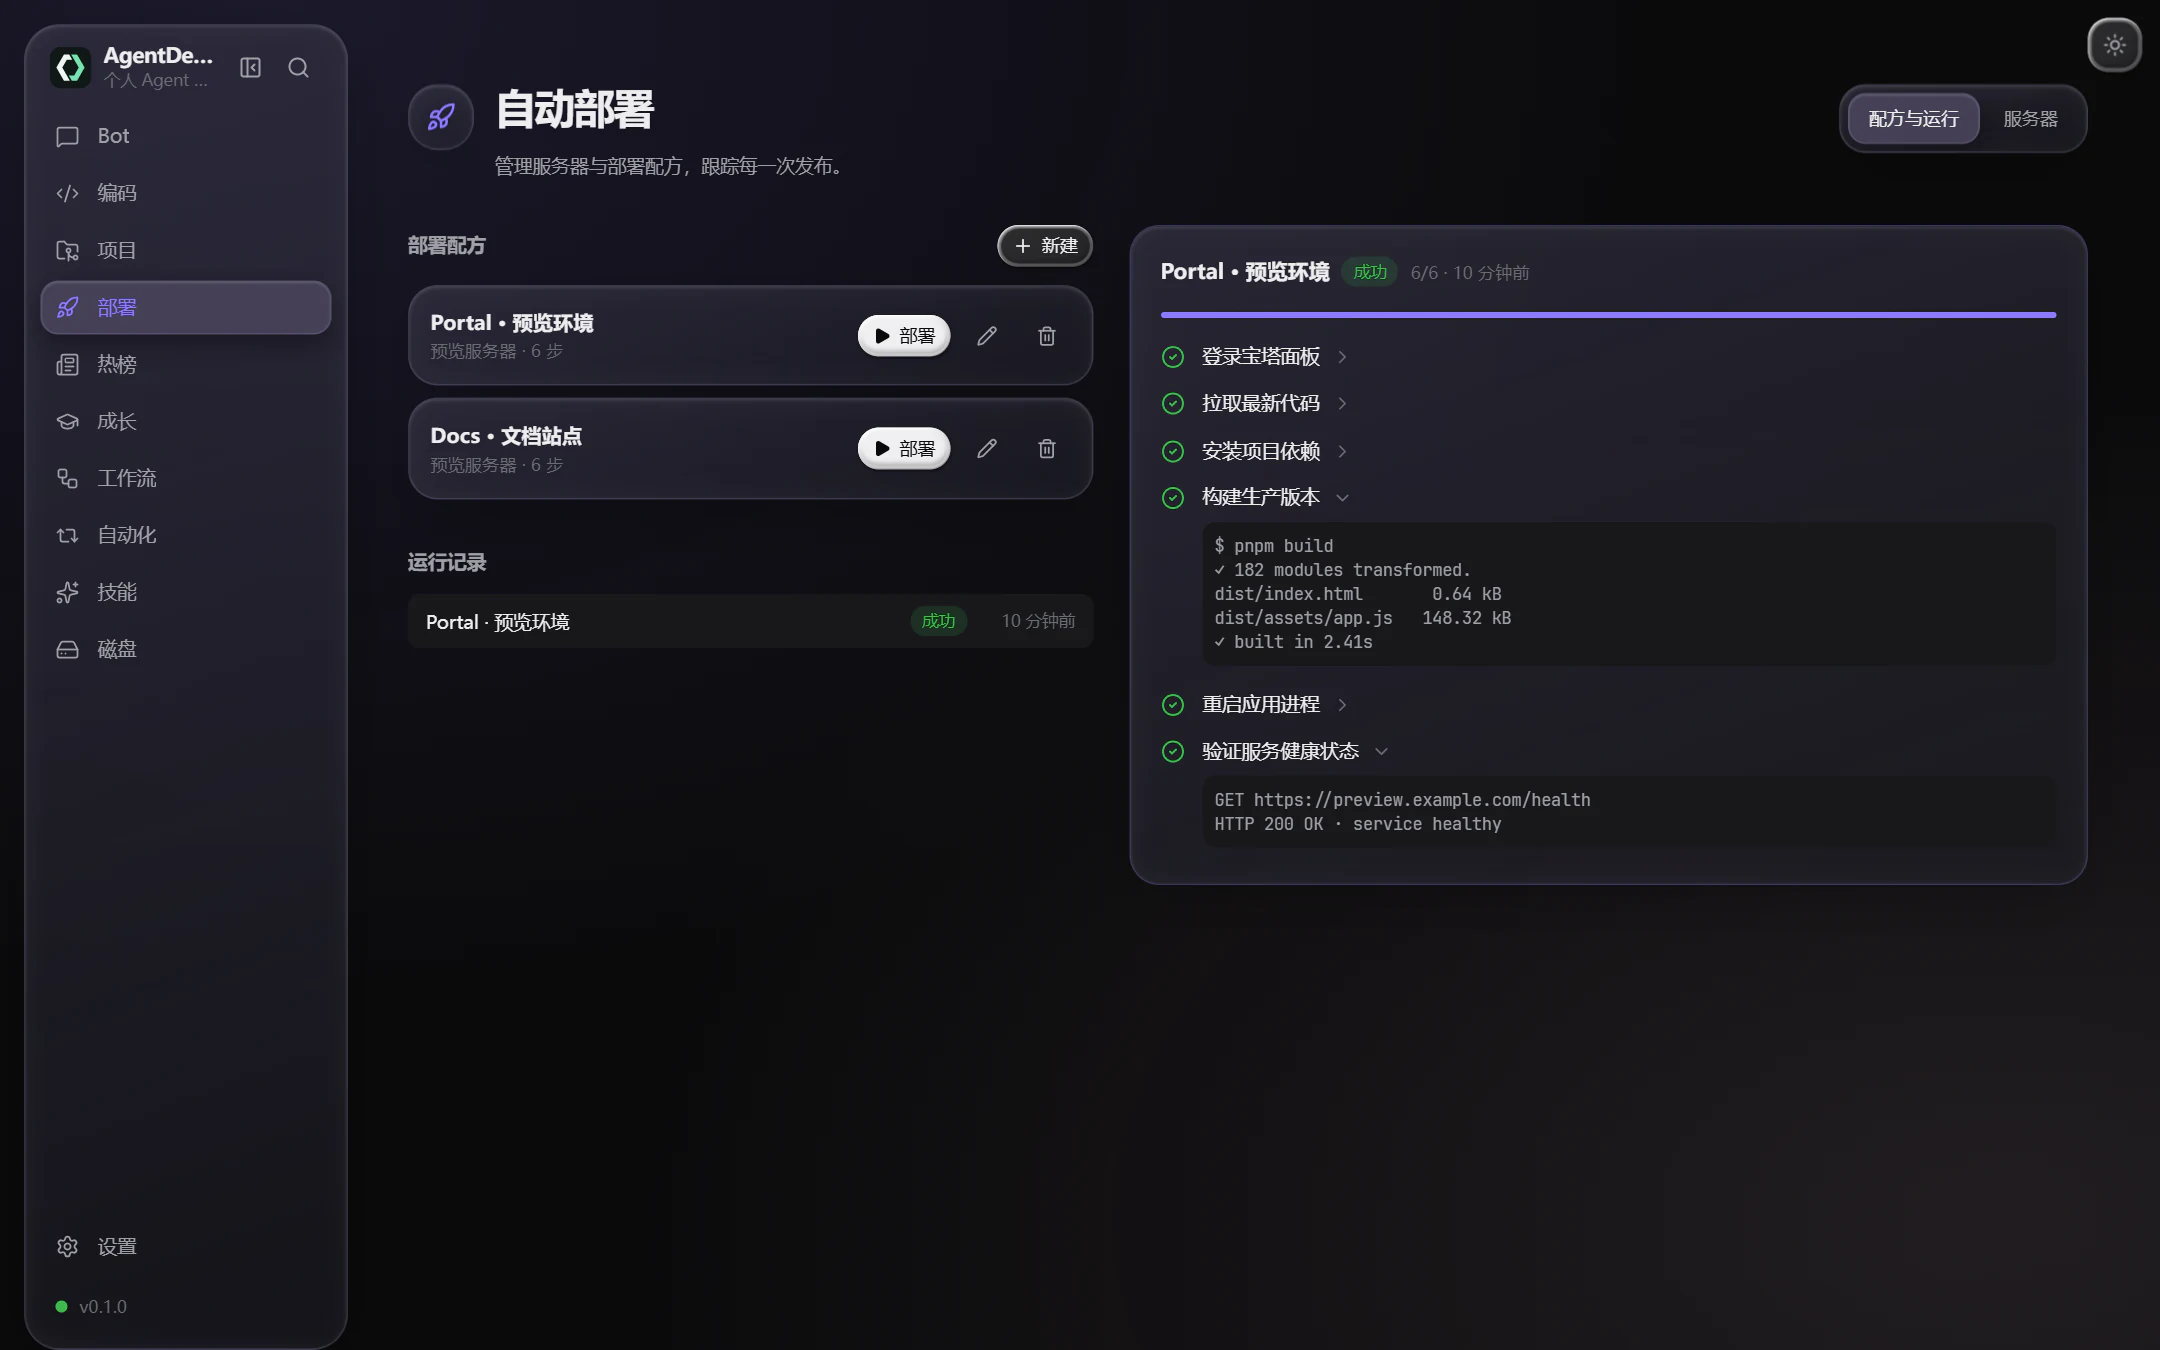 AgentDe...
个人 Agent ...
Bot
编码
项目
部署
热榜
成长
工作流
自动化
技能
磁盘
设置
v0.1.0
自动部署
管理服务器与部署配方，跟踪每一次发布。
配方与运行
服务器
部署配方
新建
Portal • 预览环境
预览服务器 · 6 步
部署
Docs • 文档站点
预览服务器 · 6 步
部署
运行记录
Portal · 预览环境
成功
10 分钟前
Portal • 预览环境
成功
6/6 · 10 分钟前
登录宝塔面板
拉取最新代码
安装项目依赖
构建生产版本
$ pnpm build
✓ 182 modules transformed.
dist/index.html 0.64 kB
dist/assets/app.js 148.32 kB
✓ built in 2.41s
重启应用进程
验证服务健康状态
GET https://preview.example.com/health
HTTP 200 OK · service healthy